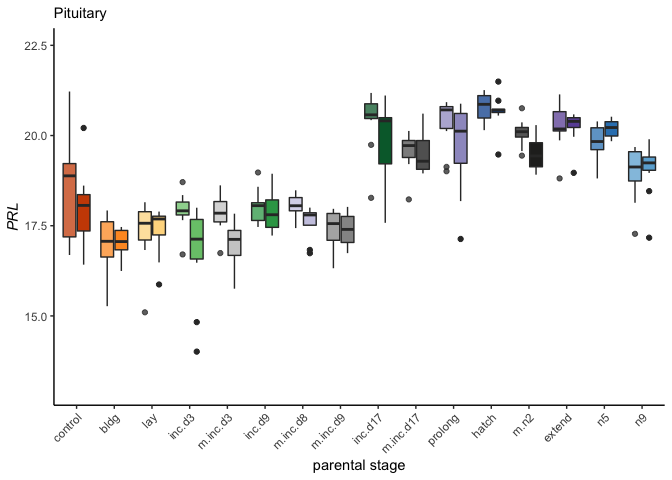 Pituitary
22.5
20.0
17.5
15.0
PRL
control
bldg
lay
inc.d3
m.inc.d3
inc.d9
m.inc.d8
m.inc.d9
inc.d17
m.inc.d17
prolong
hatch
m.n2
extend
n5
n9
parental stage